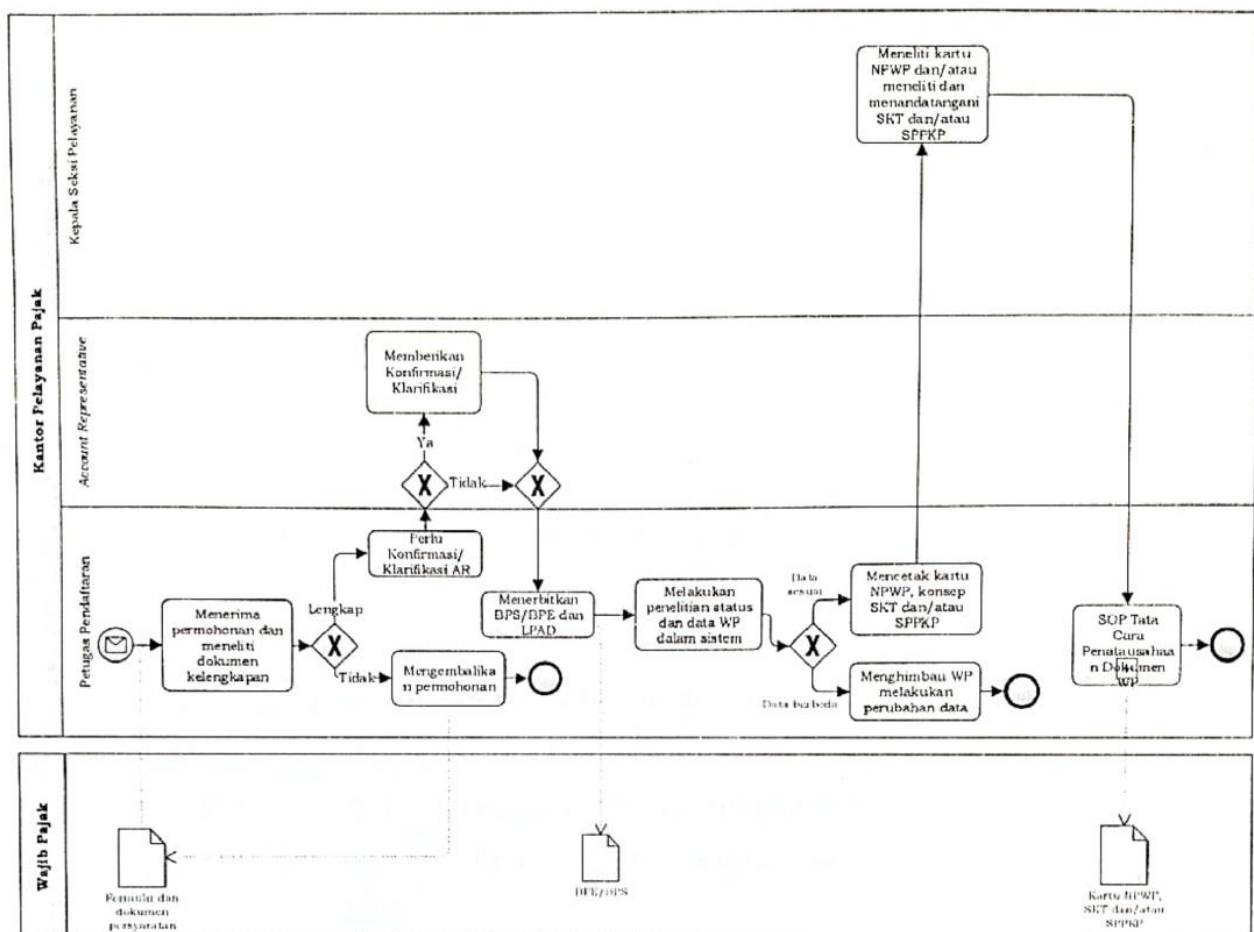 Kantor Pelayanan Pajak
Kepala Seksi Pelayanan
Meneliti kartu
NPWP dan/atau
meneliti dan
menandatangani
SKT dan/atau
SPPKP
Account Representative
Memberikan
Konfirmasi/
Klarifikasi
Ya
Tidak
Petugas Pendaftaran
Menerima
permohonan dan
meneliti
dokumen
kelengkapan
Lengkap
Tidak
Perlu
Konfirmasi/
Klarifikasi AR
Mengembalika
n permohonan
Menerbitkan
BPS/BPE dan
LPAD
Melakukan
penelitian status
dan data WP
dalam sistem
Data
sesuai
Data berbeda
Mencetak kartu
NPWP, konsep
SKT dan/atau
SPPKP
Menghimbau WP
melakukan
perubahan data
SOP Tata
Cara
Penatausahaa
n Dokumen
WP
Wajib Pajak
Formulir dan
dokumen
persyaratan
BPE/BPS
Kartu NPWP,
SKT dan/atau
SPPKP